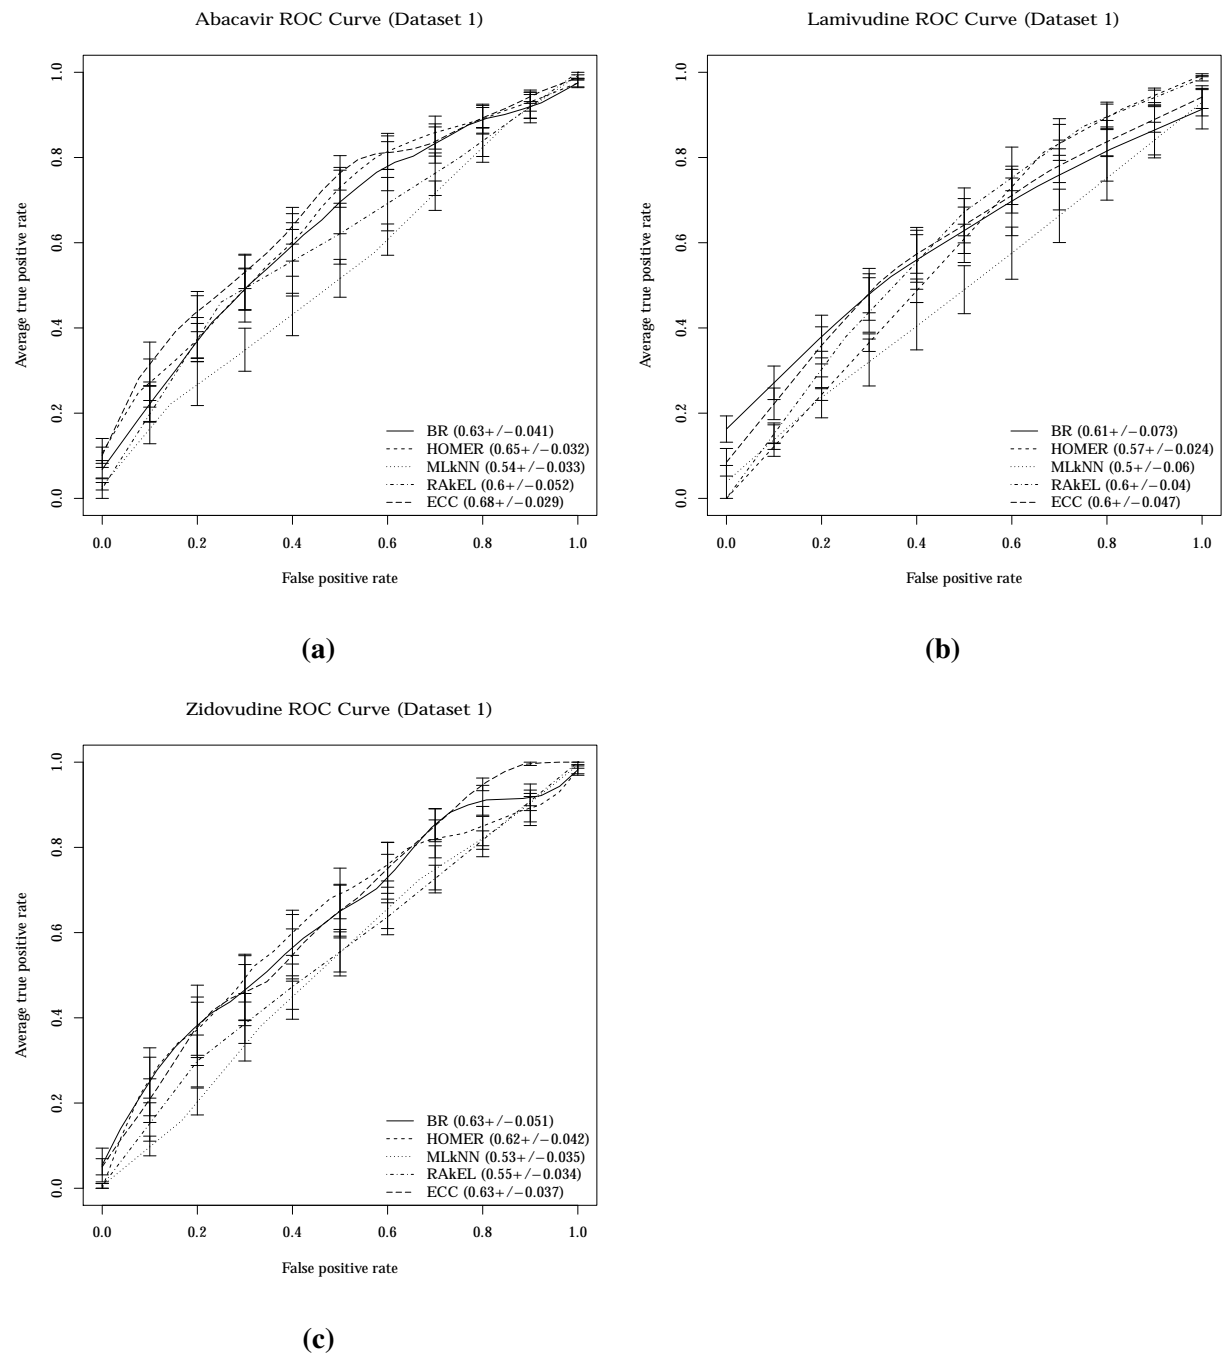 Abacavir ROC Curve (Dataset 1)
Average true positive rate
1.0
0.8
0.6
0.4
0.2
0.0
BR (0.63+/−0.041)
HOMER (0.65+/−0.032)
MLkNN (0.54+/−0.033)
RAkEL (0.6+/−0.052)
ECC (0.68+/−0.029)
0.0 0.2 0.4 0.6 0.8 1.0
False positive rate
(a)
Lamivudine ROC Curve (Dataset 1)
Average true positive rate
1.0
0.8
0.6
0.4
0.2
0.0
BR (0.61+/−0.073)
HOMER (0.57+/−0.024)
MLkNN (0.5+/−0.06)
RAkEL (0.6+/−0.04)
ECC (0.6+/−0.047)
0.0 0.2 0.4 0.6 0.8 1.0
False positive rate
(b)
Zidovudine ROC Curve (Dataset 1)
Average true positive rate
1.0
0.8
0.6
0.4
0.2
0.0
BR (0.63+/−0.051)
HOMER (0.62+/−0.042)
MLkNN (0.53+/−0.035)
RAkEL (0.55+/−0.034)
ECC (0.63+/−0.037)
0.0 0.2 0.4 0.6 0.8 1.0
False positive rate
(c)